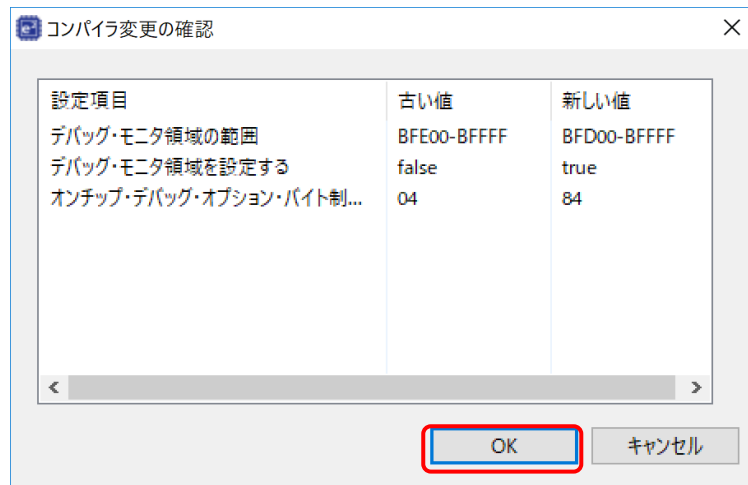 コンパイラ変更の確認
設定項目 古い値 新しい値
デバッグ・モニタ領域の範囲 BFE00-BFFFF BFD00-BFFFF
デバッグ・モニタ領域を設定する false true
オンチップ・デバッグ・オプション・バイト制... 04 84
OK キャンセル